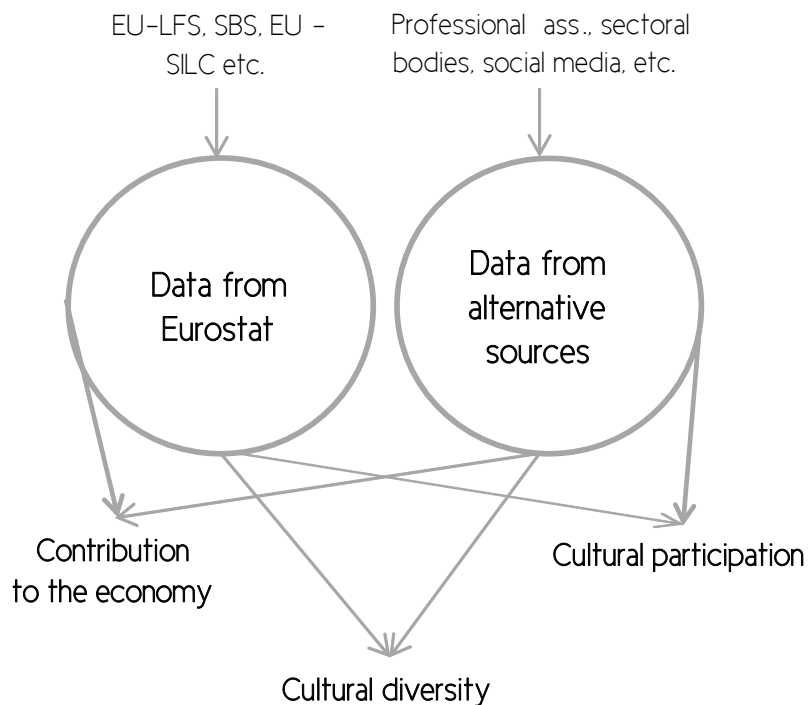 EU-LFS, SBS, EU -
SILC etc.
Professional ass., sectoral
bodies, social media, etc.
Data from
Eurostat
Data from
alternative
sources
Contribution
to the economy
Cultural participation
Cultural diversity